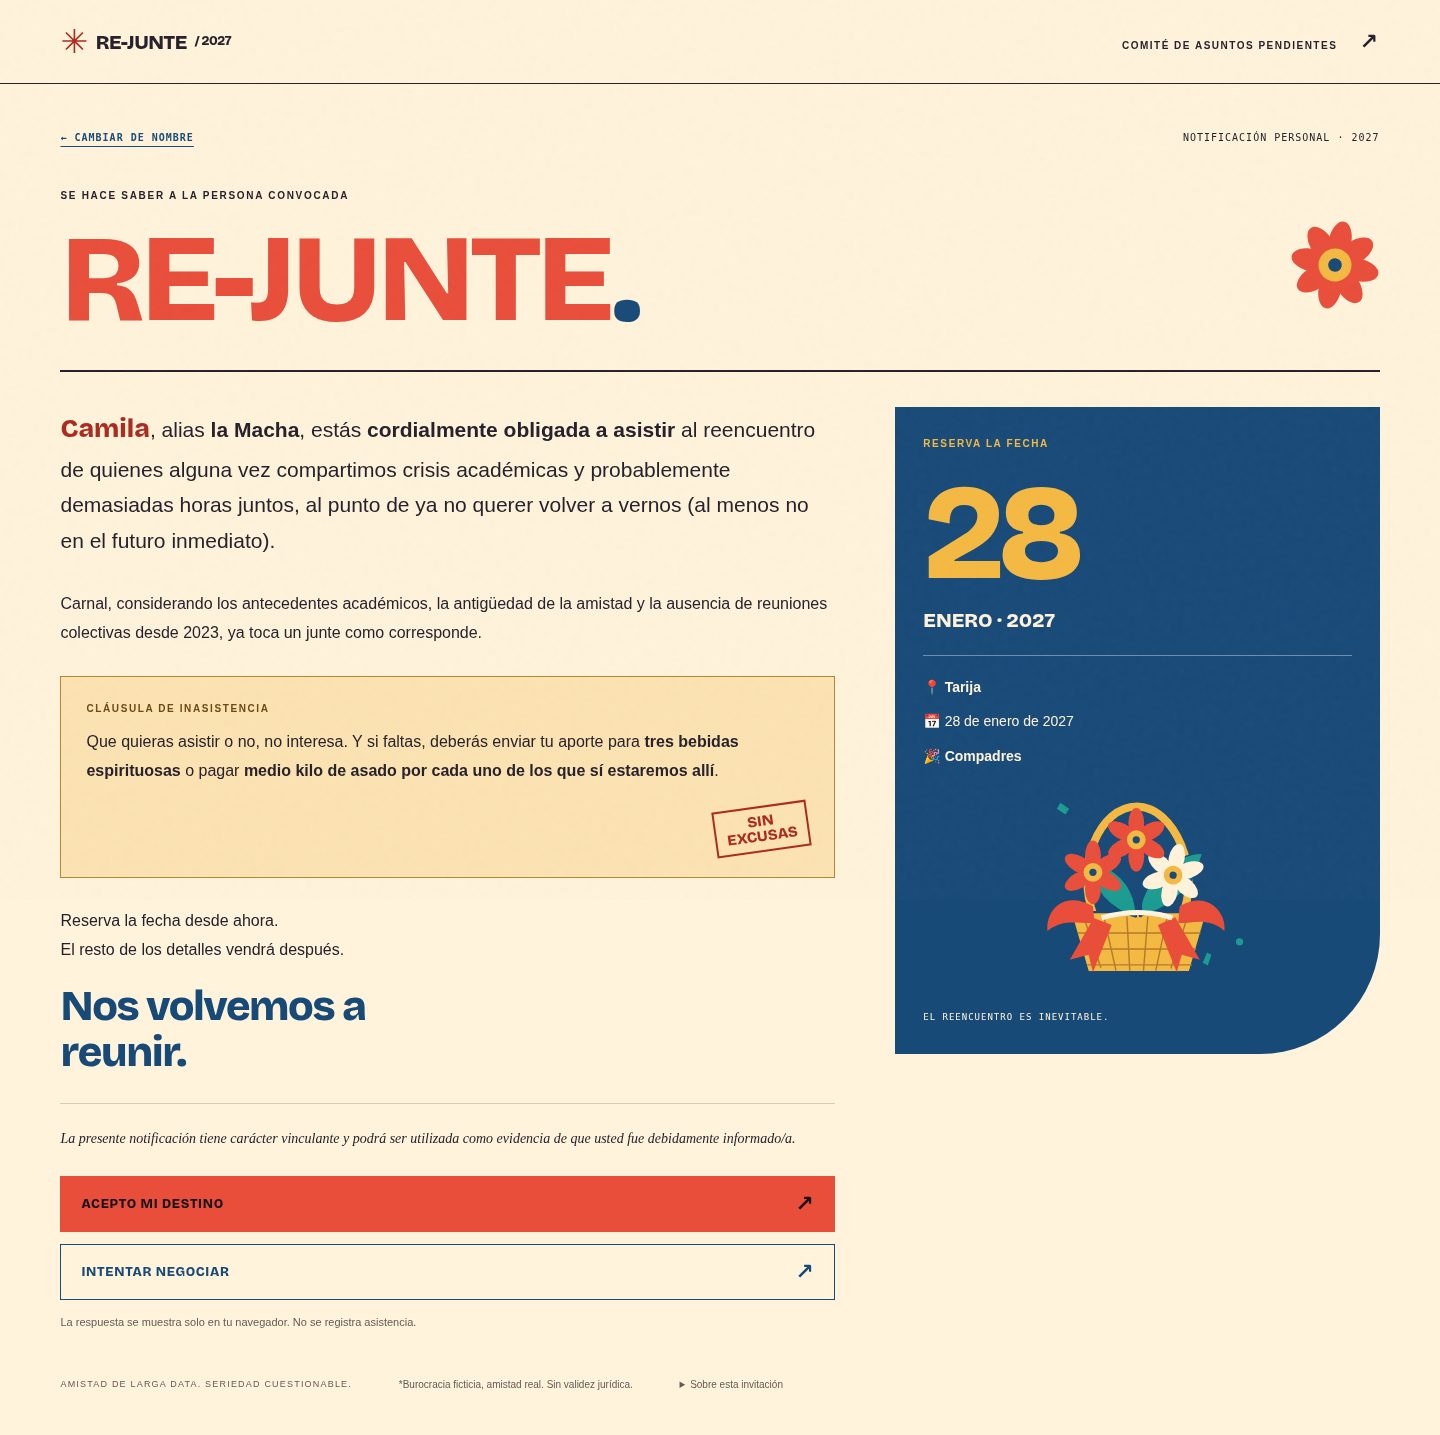 RE-JUNTE / 2027
COMITÉ DE ASUNTOS PENDIENTES ↗
← CAMBIAR DE NOMBRE
NOTIFICACIÓN PERSONAL · 2027
SE HACE SABER A LA PERSONA CONVOCADA
RE-JUNTE.
Camila, alias la Macha, estás cordialmente obligada a asistir al reencuentro
de quienes alguna vez compartimos crisis académicas y probablemente
demasiadas horas juntos, al punto de ya no querer volver a vernos (al menos no
en el futuro inmediato).
Carnal, considerando los antecedentes académicos, la antigüedad de la amistad y la ausencia de reuniones
colectivas desde 2023, ya toca un junte como corresponde.
CLÁUSULA DE INASISTENCIA
Que quieras asistir o no, no interesa. Y si faltas, deberás enviar tu aporte para tres bebidas
espirituosas o pagar medio kilo de asado por cada uno de los que sí estaremos allí.
SIN
EXCUSAS
Reserva la fecha desde ahora.
El resto de los detalles vendrá después.
Nos volvemos a
reunir.
La presente notificación tiene carácter vinculante y podrá ser utilizada como evidencia de que usted fue debidamente informado/a.
ACEPTO MI DESTINO ↗
INTENTAR NEGOCIAR ↗
La respuesta se muestra solo en tu navegador. No se registra asistencia.
RESERVA LA FECHA
28
ENERO · 2027
📍 Tarija
📅 28 de enero de 2027
🎉 Compadres
EL REENCUENTRO ES INEVITABLE.
AMISTAD DE LARGA DATA. SERIEDAD CUESTIONABLE.
*Burocracia ficticia, amistad real. Sin validez jurídica.
▸ Sobre esta invitación